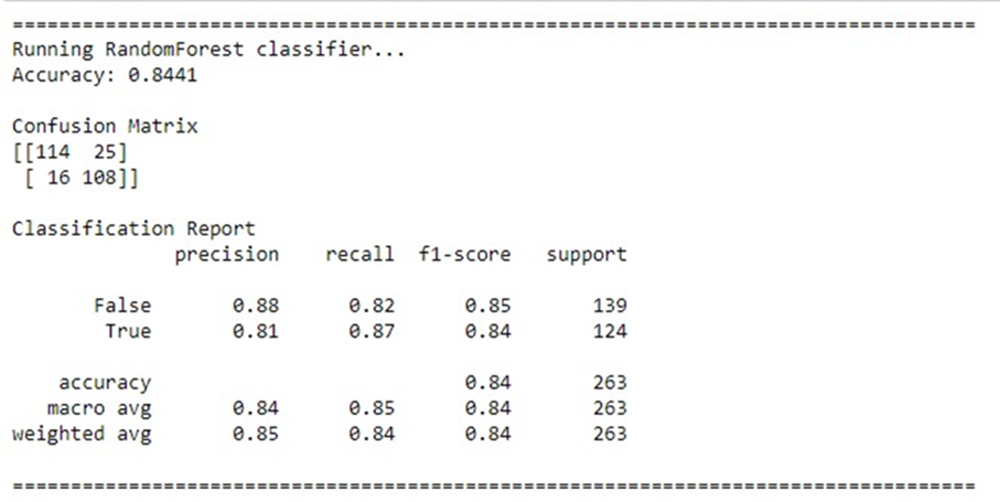 ==================================================================================
Running RandomForest classifier...
Accuracy: 0.8441
Confusion Matrix
[[114  25]
 [ 16 108]]
Classification Report
              precision    recall  f1-score   support
       False       0.88      0.82      0.85       139
        True       0.81      0.87      0.84       124
    accuracy                           0.84       263
   macro avg       0.84      0.85      0.84       263
weighted avg       0.85      0.84      0.84       263
==================================================================================